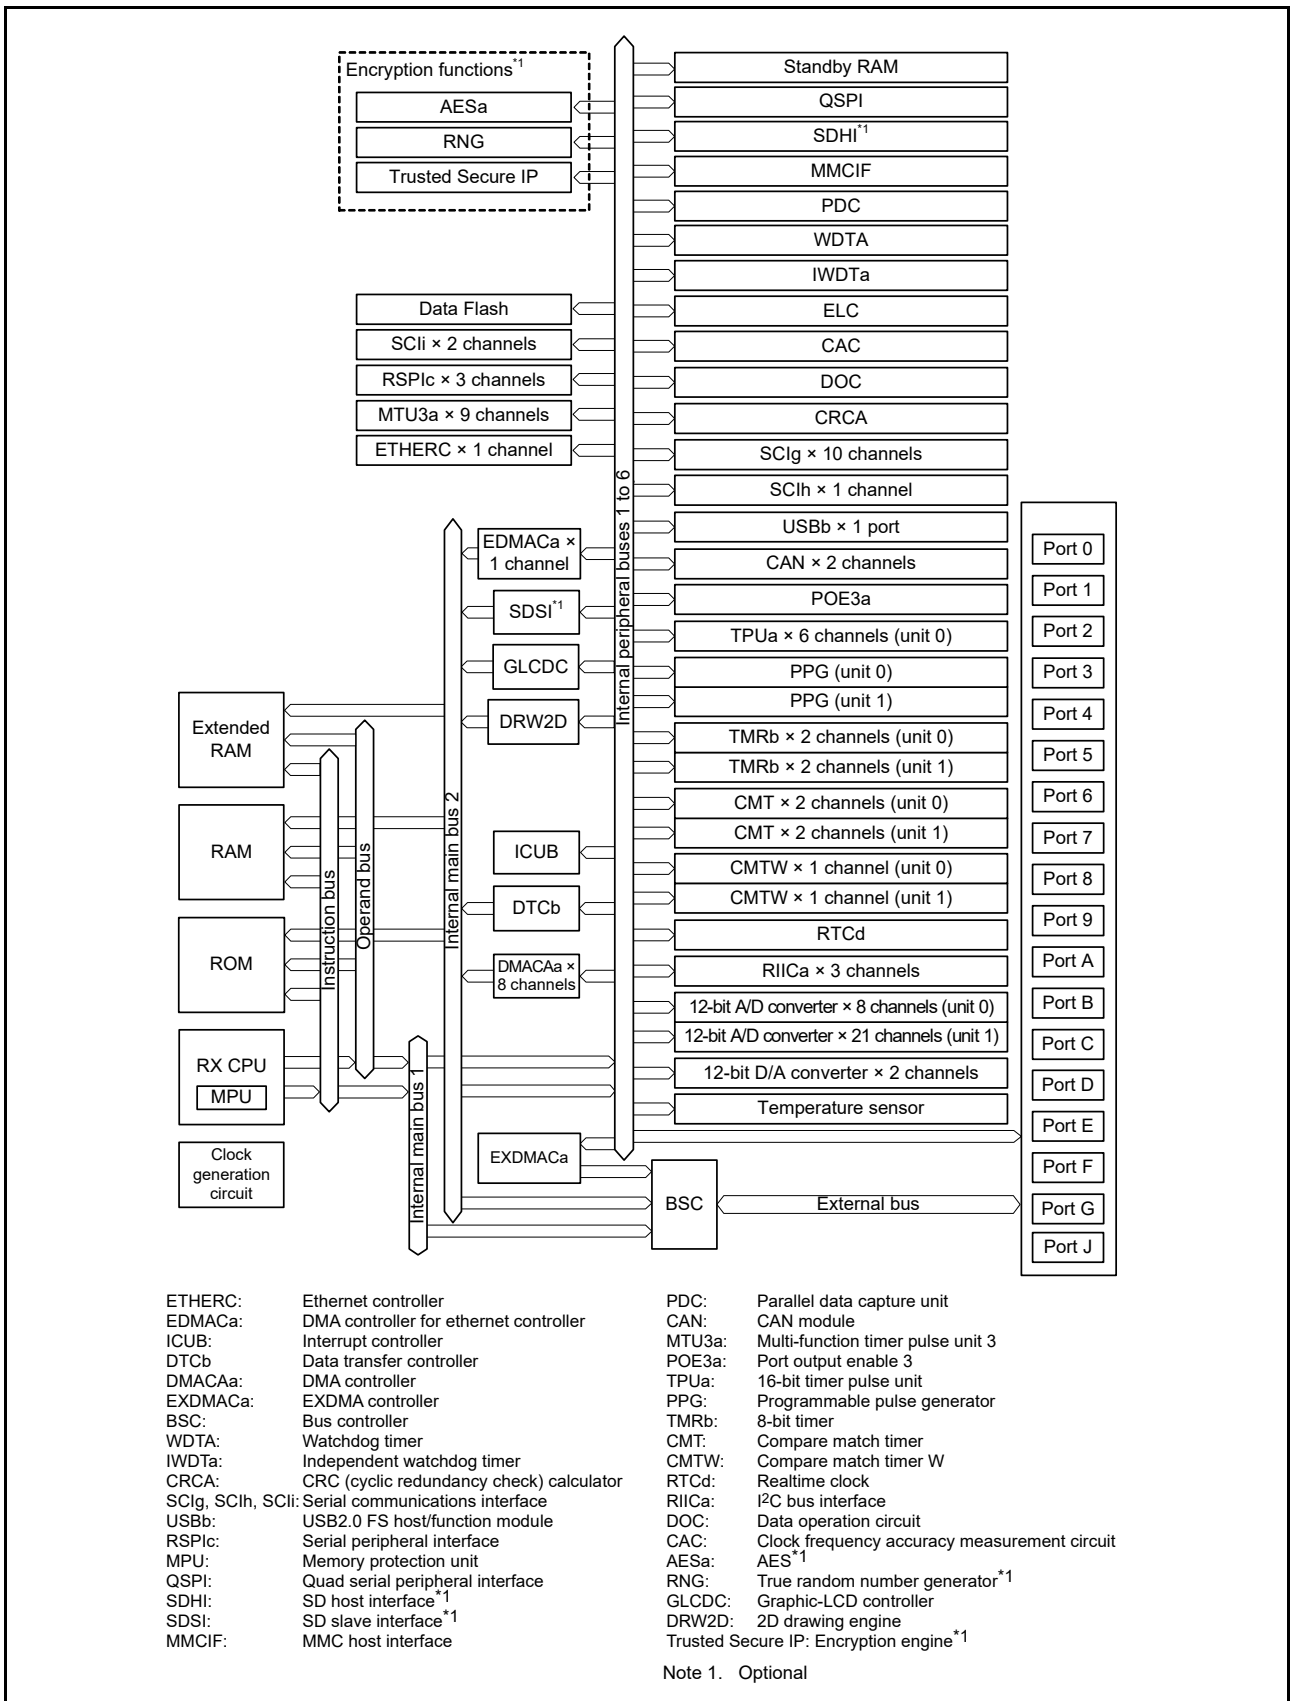 Encryption functions*1
AESa
RNG
Trusted Secure IP
Data Flash
SCIi × 2 channels
RSPIc × 3 channels
MTU3a × 9 channels
ETHERC × 1 channel
Internal peripheral buses 1 to 6
Standby RAM
QSPI
SDHI*1
MMCIF
PDC
WDTA
IWDTa
ELC
CAC
DOC
CRCA
SCIg × 10 channels
SCIh × 1 channel
USBb × 1 port
CAN × 2 channels
POE3a
TPUa × 6 channels (unit 0)
PPG (unit 0)
PPG (unit 1)
TMRb × 2 channels (unit 0)
TMRb × 2 channels (unit 1)
CMT × 2 channels (unit 0)
CMT × 2 channels (unit 1)
CMTW × 1 channel (unit 0)
CMTW × 1 channel (unit 1)
RTCd
RIICa × 3 channels
12-bit A/D converter × 8 channels (unit 0)
12-bit A/D converter × 21 channels (unit 1)
12-bit D/A converter × 2 channels
Temperature sensor
EDMACa ×
1 channel
SDSI*1
GLCDC
DRW2D
ICUB
DTCb
DMACAa ×
8 channels
EXDMACa
Internal main bus 2
Internal main bus 1
Operand bus
Instruction bus
Extended
RAM
RAM
ROM
RX CPU
MPU
Clock
generation
circuit
BSC
External bus
Port 0
Port 1
Port 2
Port 3
Port 4
Port 5
Port 6
Port 7
Port 8
Port 9
Port A
Port B
Port C
Port D
Port E
Port F
Port G
Port J
ETHERC: Ethernet controller
EDMACa: DMA controller for ethernet controller
ICUB: Interrupt controller
DTCb Data transfer controller
DMACAa: DMA controller
EXDMACa: EXDMA controller
BSC: Bus controller
WDTA: Watchdog timer
IWDTa: Independent watchdog timer
CRCA: CRC (cyclic redundancy check) calculator
SCIg, SCIh, SCIi: Serial communications interface
USBb: USB2.0 FS host/function module
RSPIc: Serial peripheral interface
MPU: Memory protection unit
QSPI: Quad serial peripheral interface
SDHI: SD host interface*1
SDSI: SD slave interface*1
MMCIF: MMC host interface
PDC: Parallel data capture unit
CAN: CAN module
MTU3a: Multi-function timer pulse unit 3
POE3a: Port output enable 3
TPUa: 16-bit timer pulse unit
PPG: Programmable pulse generator
TMRb: 8-bit timer
CMT: Compare match timer
CMTW: Compare match timer W
RTCd: Realtime clock
RIICa: I2C bus interface
DOC: Data operation circuit
CAC: Clock frequency accuracy measurement circuit
AESa: AES*1
RNG: True random number generator*1
GLCDC: Graphic-LCD controller
DRW2D: 2D drawing engine
Trusted Secure IP: Encryption engine*1
Note 1. Optional